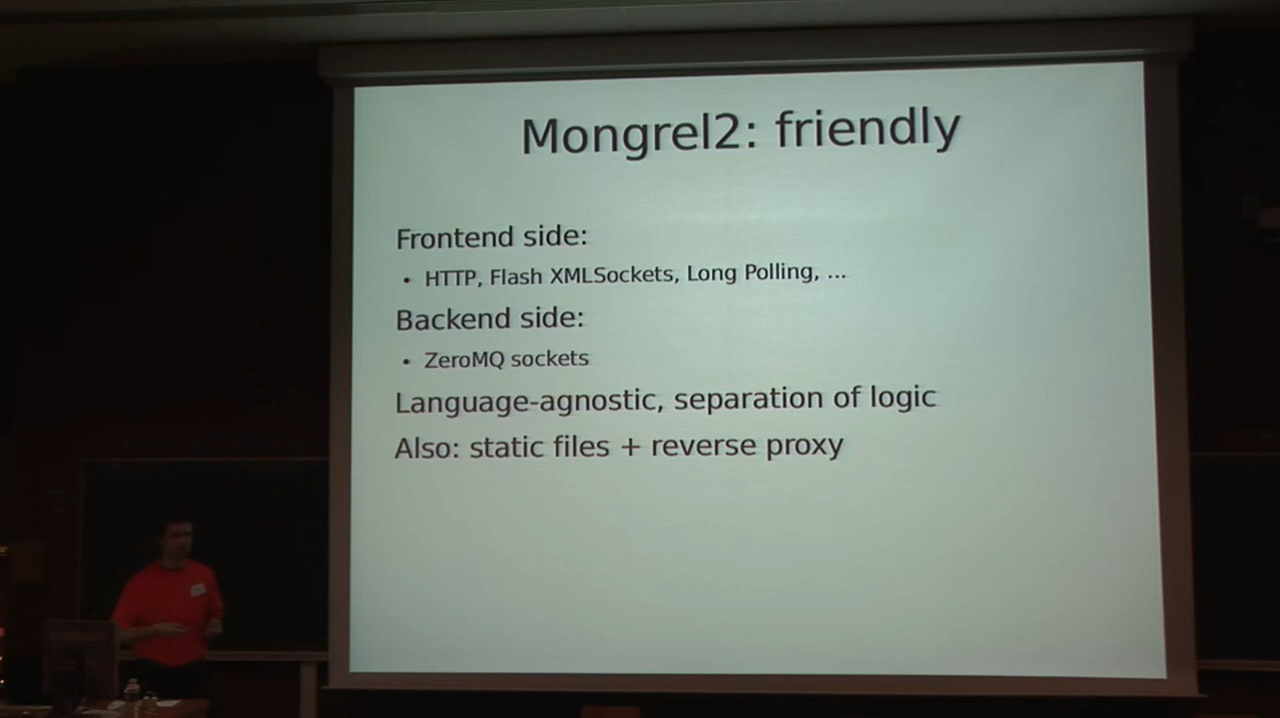 Mongrel2: friendly
Frontend side:
• HTTP, Flash XMLSockets, Long Polling, ...
Backend side:
• ZeroMQ sockets
Language-agnostic, separation of logic
Also: static files + reverse proxy